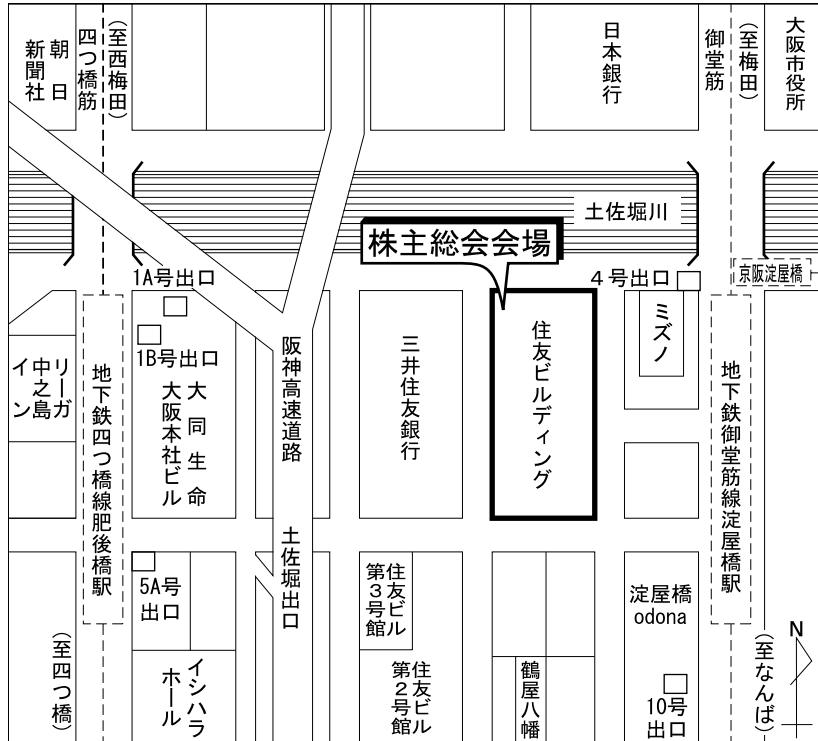 朝日
新聞社
四つ橋筋
(至西梅田)
日本銀行
御堂筋
(至梅田)
大阪市役所
土佐堀川
株主総会会場
1A号出口
4号出口
京阪淀屋橋
1B号出口
リーガ
中之島
イン
地下鉄四つ橋線肥後橋駅
大同生命
大阪本社ビル
阪神高速道路
三井住友銀行
住友ビルディング
ミズノ
地下鉄御堂筋線淀屋橋駅
5A号
出口
土佐堀出口
住友ビル
第3号館
淀屋橋
odona
(至四つ橋)
イシハラ
ホール
住友ビル
第2号館
鶴屋八幡
10号
出口
(至なんば)
N